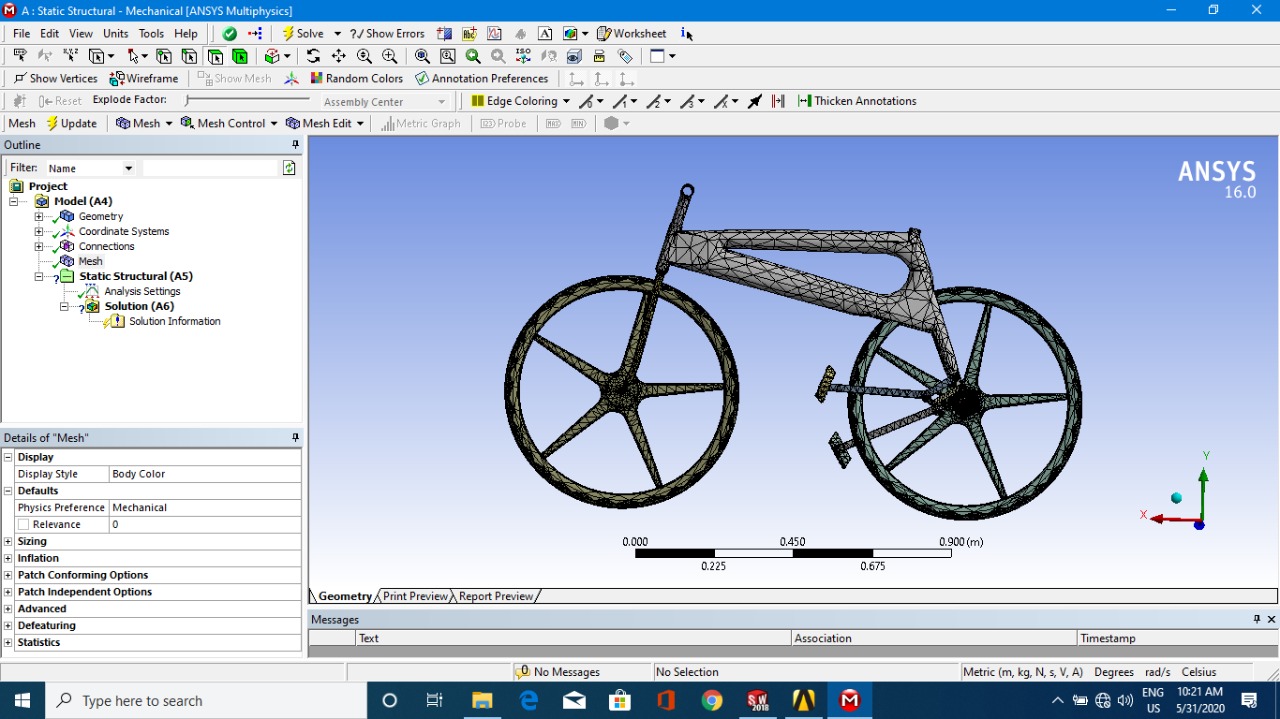 A : Static Structural - Mechanical [ANSYS Multiphysics]
File Edit View Units Tools Help Solve ?/ Show Errors Worksheet
Show Vertices Wireframe Show Mesh Random Colors Annotation Preferences
Reset Explode Factor: Assembly Center Edge Coloring Thicken Annotations
Mesh Update Mesh Mesh Control Mesh Edit Metric Graph Probe
Outline
Filter: Name
Project
Model (A4)
Geometry
Coordinate Systems
Connections
Mesh
Static Structural (A5)
Analysis Settings
Solution (A6)
Solution Information
Details of "Mesh"
Display
Display Style Body Color
Defaults
Physics Preference Mechanical
Relevance 0
Sizing
Inflation
Patch Conforming Options
Patch Independent Options
Advanced
Defeaturing
Statistics
ANSYS
16.0
Y
X
0.000 0.450 0.900 (m)
0.225 0.675
Geometry Print Preview Report Preview
Messages
Text Association Timestamp
0 No Messages No Selection Metric (m, kg, N, s, V, A) Degrees rad/s Celsius
Type here to search
ENG
US
10:21 AM
5/31/2020